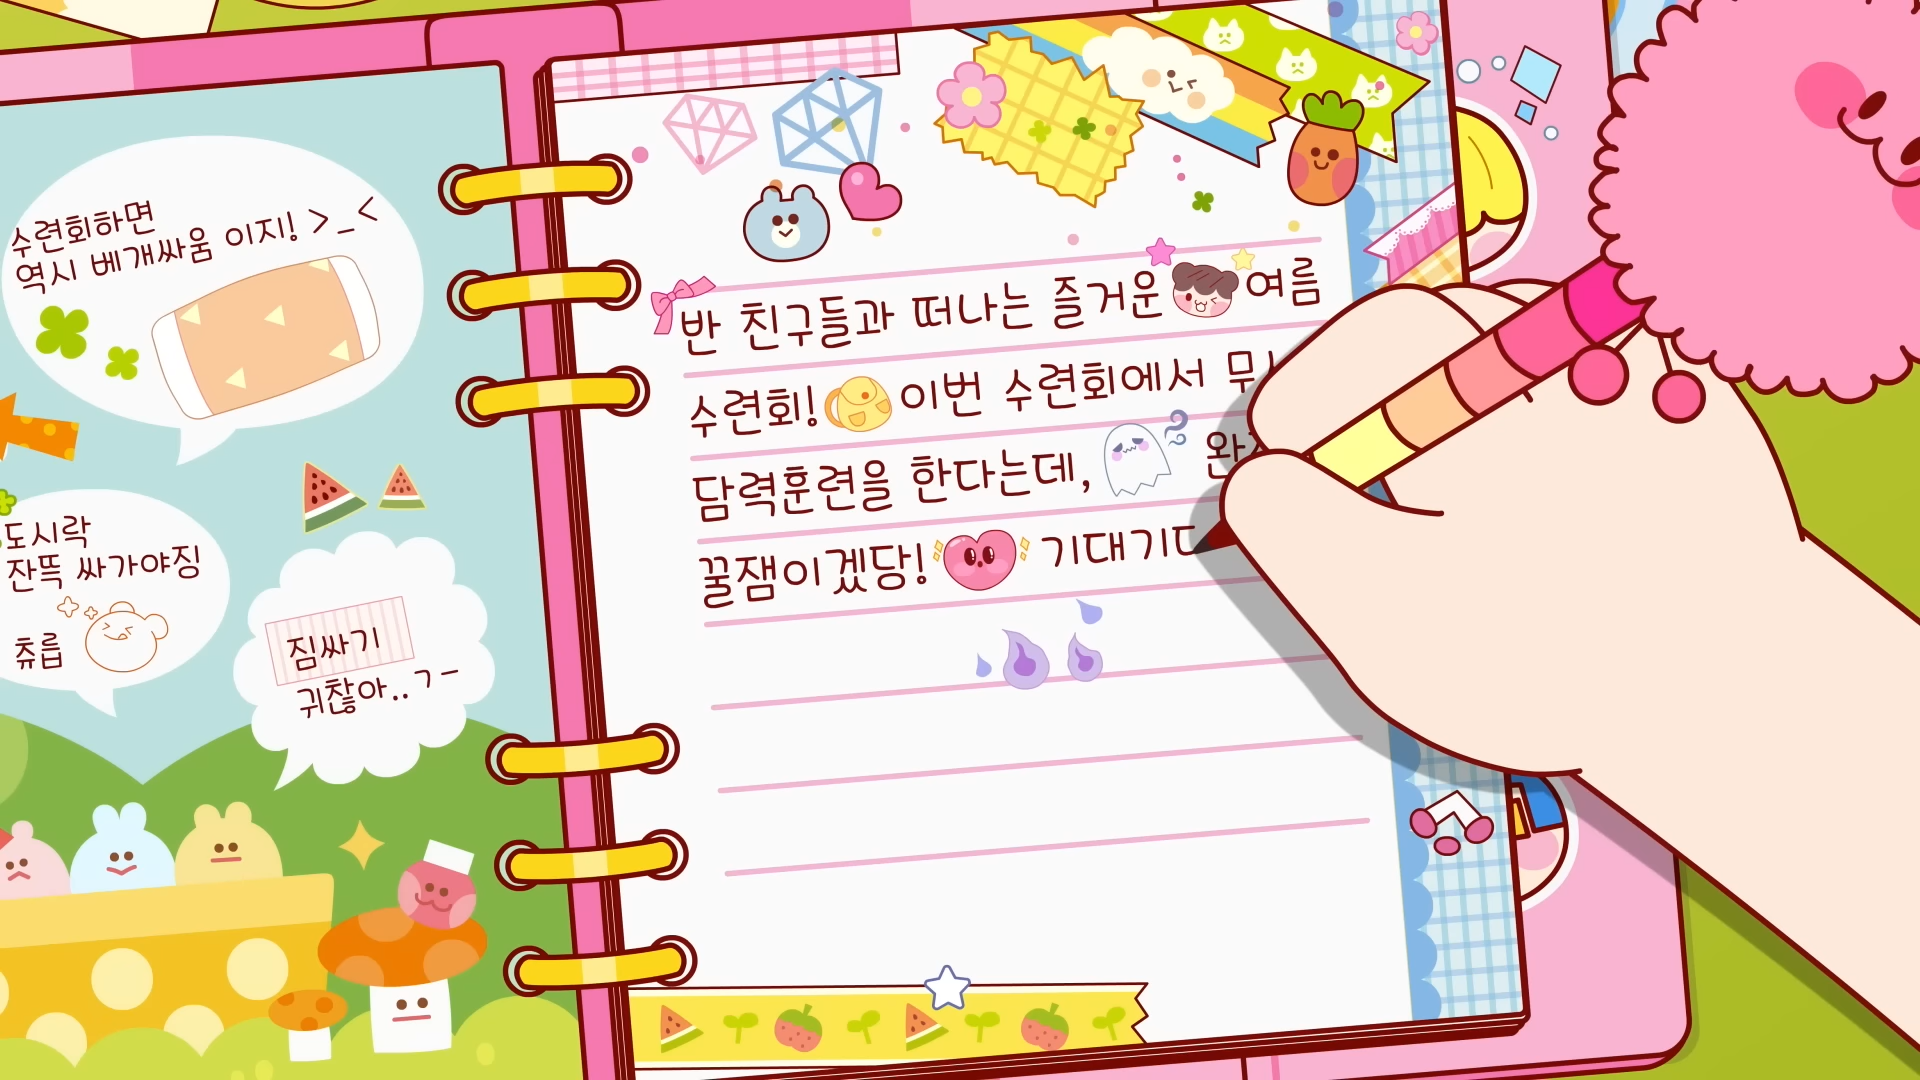 수련회하면
역시 베개싸움 이지! >_<
도시락
잔뜩 싸가야징
츄릅
짐싸기
귀찮아..ㄱ-
반 친구들과 떠나는 즐거운 여름
수련회! 이번 수련회에서
담력훈련을 한다는데,
꿀잼이겠당! 기대기대